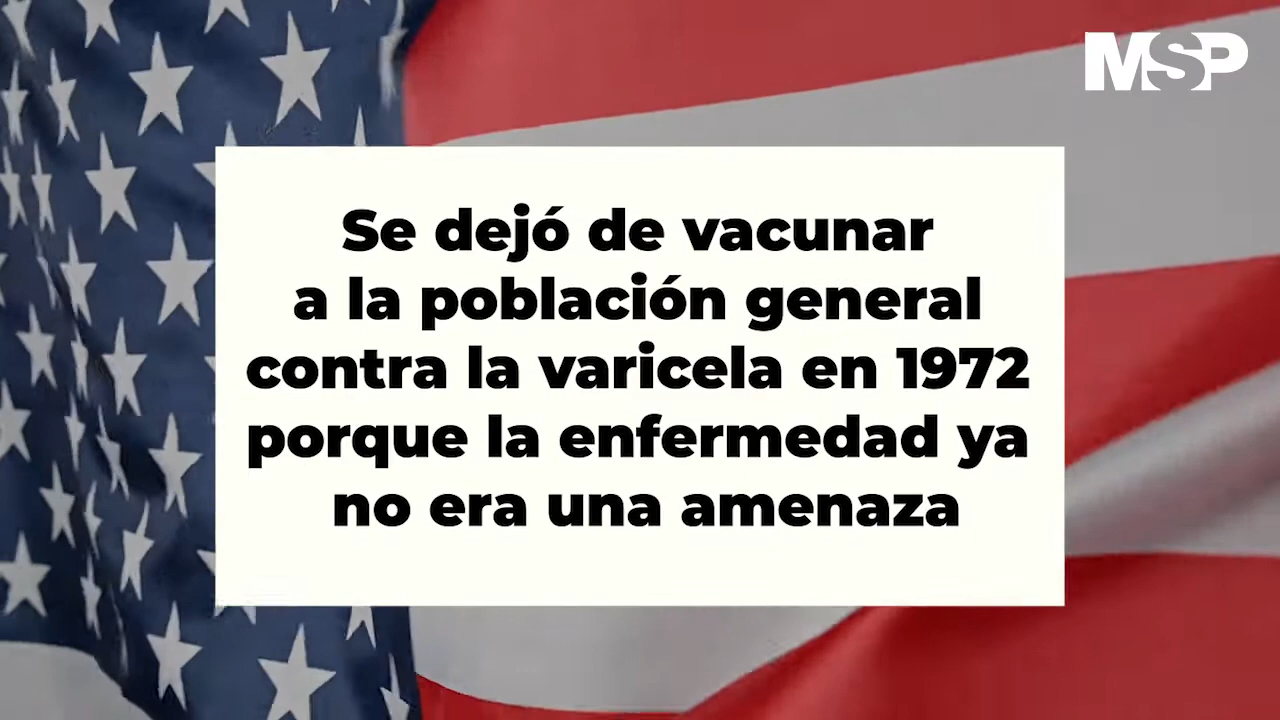 MSP
Se dejó de vacunar
a la población general
contra la varicela en 1972
porque la enfermedad ya
no era una amenaza